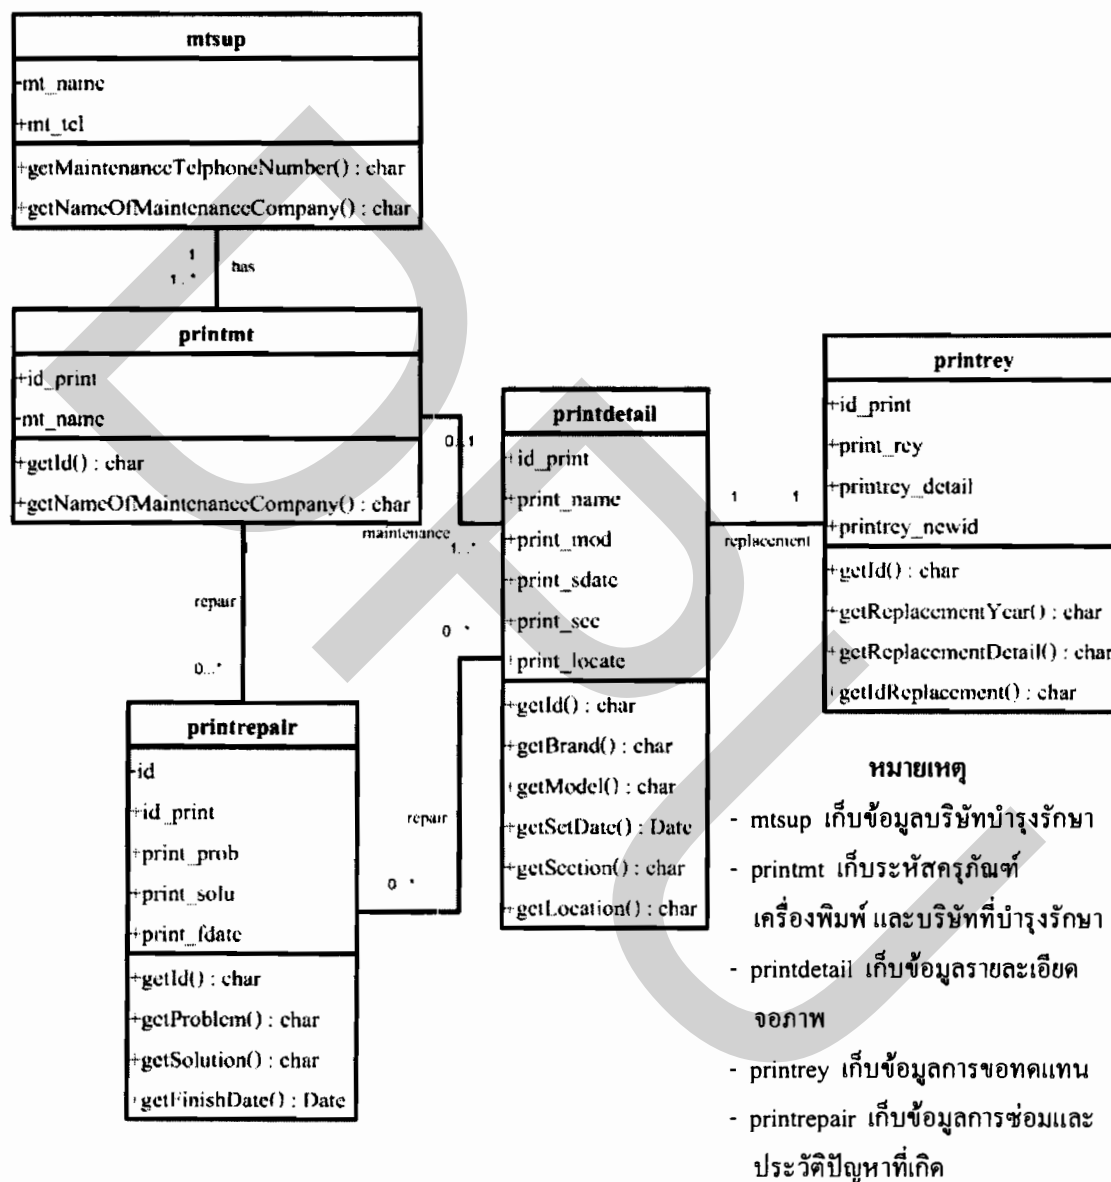 mtsup
-mt_name
+mt_tel
+getMaintenanceTelphoneNumber() : char
+getNameOfMaintenanceCompany() : char
1
1..*
has
printmt
+id_print
-mt_name
+getId() : char
+getNameOfMaintenanceCompany() : char
0..1
maintenance
1..*
repair
0...*
printrepair
-id
+id_print
+print_prob
+print_solu
+print_fdate
+getId() : char
+getProblem() : char
+getSolution() : char
+getFinishDate() : Date
0 *
repair
0 *
printdetail
+id_print
+print_name
+print_mod
+print_sdate
+print_sec
+print_locate
+getId() : char
+getBrand() : char
+getModel() : char
+getSetDate() : Date
+getSection() : char
+getLocation() : char
1 1
replacement
printrey
+id_print
+print_rey
+printrey_detail
+printrey_newid
+getId() : char
+getReplacementYear() : char
+getReplacementDetail() : char
+getIdReplacement() : char
หมายเหตุ
- mtsup เก็บข้อมูลบริษัทบำรุงรักษา
- printmt เก็บระหัสครุภัณฑ์
เครื่องพิมพ์ และบริษัทที่บำรุงรักษา
- printdetail เก็บข้อมูลรายละเอียด
จอภาพ
- printrey เก็บข้อมูลการขอทดแทน
- printrepair เก็บข้อมูลการซ่อมและ
ประวัติปัญหาที่เกิด